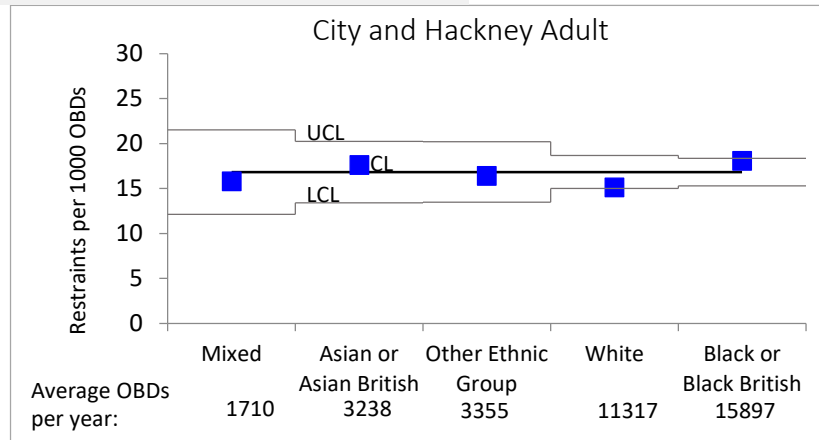 City and Hackney Adult
Restraints per 1000 OBDs
30
25
20
15
10
5
0
UCL
CL
LCL
Mixed
Asian or
Asian British
Other Ethnic
Group
White
Black or
Black British
Average OBDs
per year:
1710
3238
3355
11317
15897